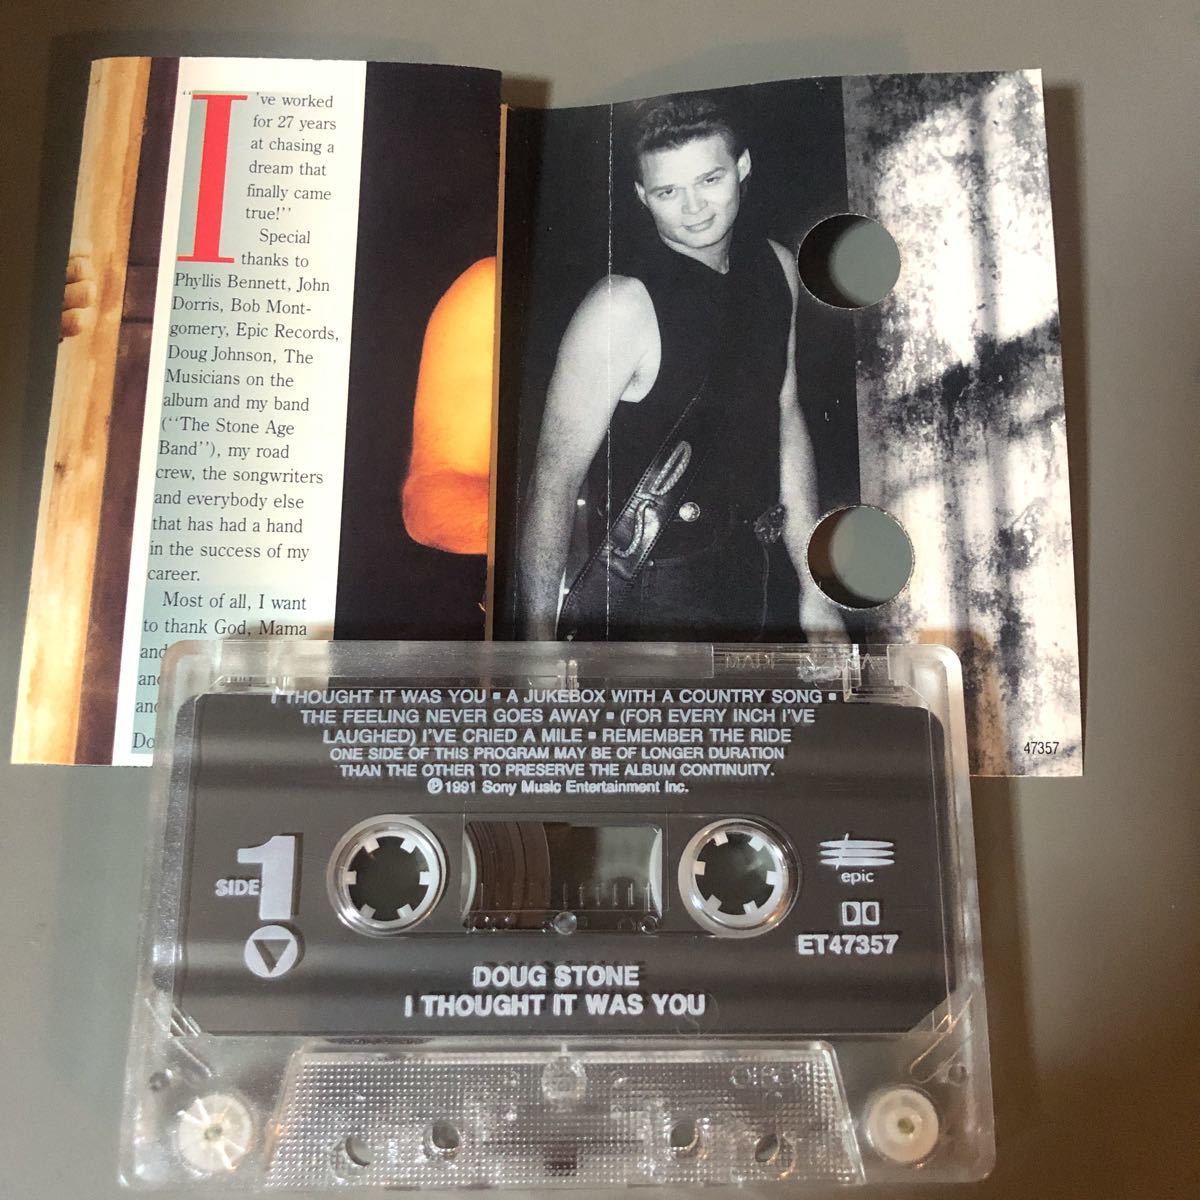 "I've worked
for 27 years
at chasing a
dream that
finally came
true!"
Special
thanks to
Phyllis Bennett, John
Dorris, Bob Mont-
gomery, Epic Records,
Doug Johnson, The
Musicians on the
album and my band
("The Stone Age
Band"), my road
crew, the songwriters
and everybody else
that has had a hand
in the success of my
career.
Most of all, I want
to thank God, Mama
and
and
and
Do
47357
I THOUGHT IT WAS YOU ▪ A JUKEBOX WITH A COUNTRY SONG ▪
THE FEELING NEVER GOES AWAY ▪ (FOR EVERY INCH I'VE
LAUGHED) I'VE CRIED A MILE ▪ REMEMBER THE RIDE
ONE SIDE OF THIS PROGRAM MAY BE OF LONGER DURATION
THAN THE OTHER TO PRESERVE THE ALBUM CONTINUITY.
℗1991 Sony Music Entertainment Inc.
SIDE 1
epic
ET47357
DOUG STONE
I THOUGHT IT WAS YOU